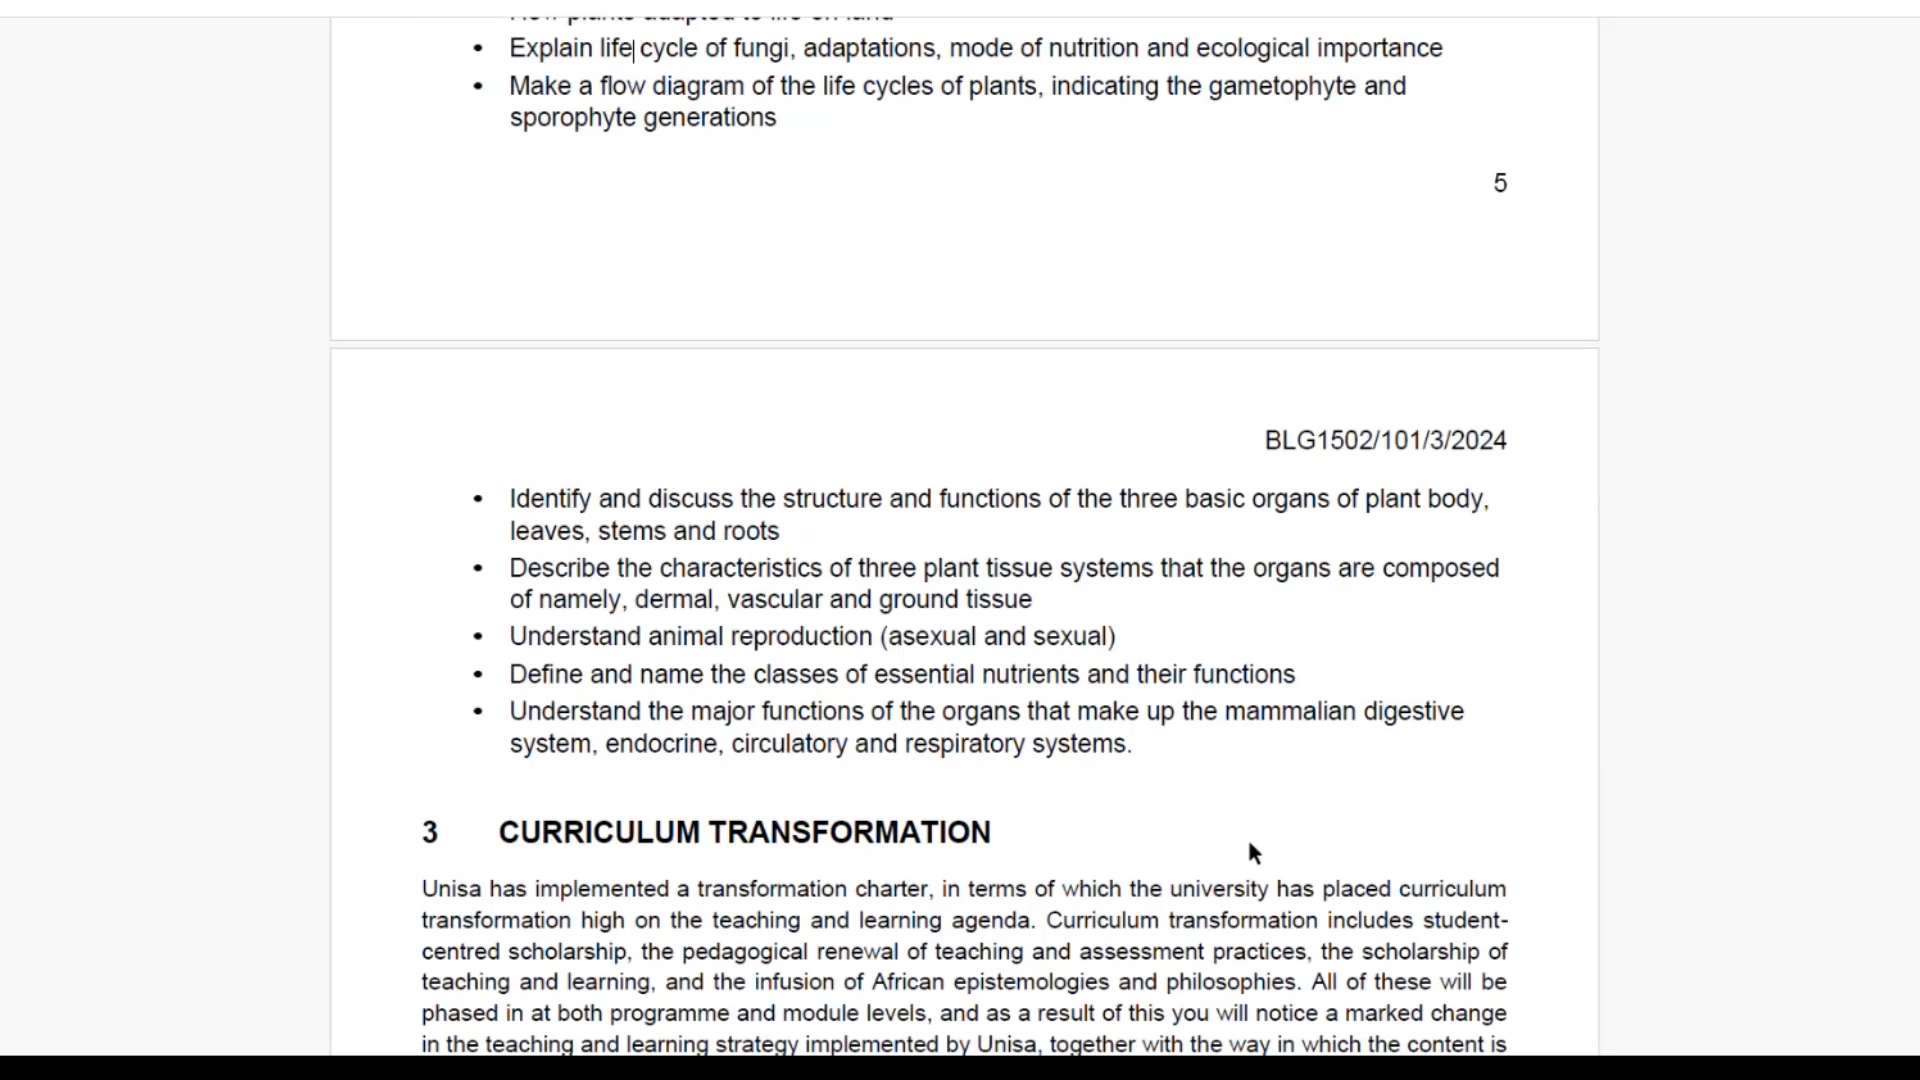 How plants adapted to life on land
• Explain life cycle of fungi, adaptations, mode of nutrition and ecological importance
• Make a flow diagram of the life cycles of plants, indicating the gametophyte and
sporophyte generations
5
BLG1502/101/3/2024
• Identify and discuss the structure and functions of the three basic organs of plant body,
leaves, stems and roots
• Describe the characteristics of three plant tissue systems that the organs are composed
of namely, dermal, vascular and ground tissue
• Understand animal reproduction (asexual and sexual)
• Define and name the classes of essential nutrients and their functions
• Understand the major functions of the organs that make up the mammalian digestive
system, endocrine, circulatory and respiratory systems.
3 CURRICULUM TRANSFORMATION
Unisa has implemented a transformation charter, in terms of which the university has placed curriculum
transformation high on the teaching and learning agenda. Curriculum transformation includes student-
centred scholarship, the pedagogical renewal of teaching and assessment practices, the scholarship of
teaching and learning, and the infusion of African epistemologies and philosophies. All of these will be
phased in at both programme and module levels, and as a result of this you will notice a marked change
in the teaching and learning strategy implemented by Unisa, together with the way in which the content is